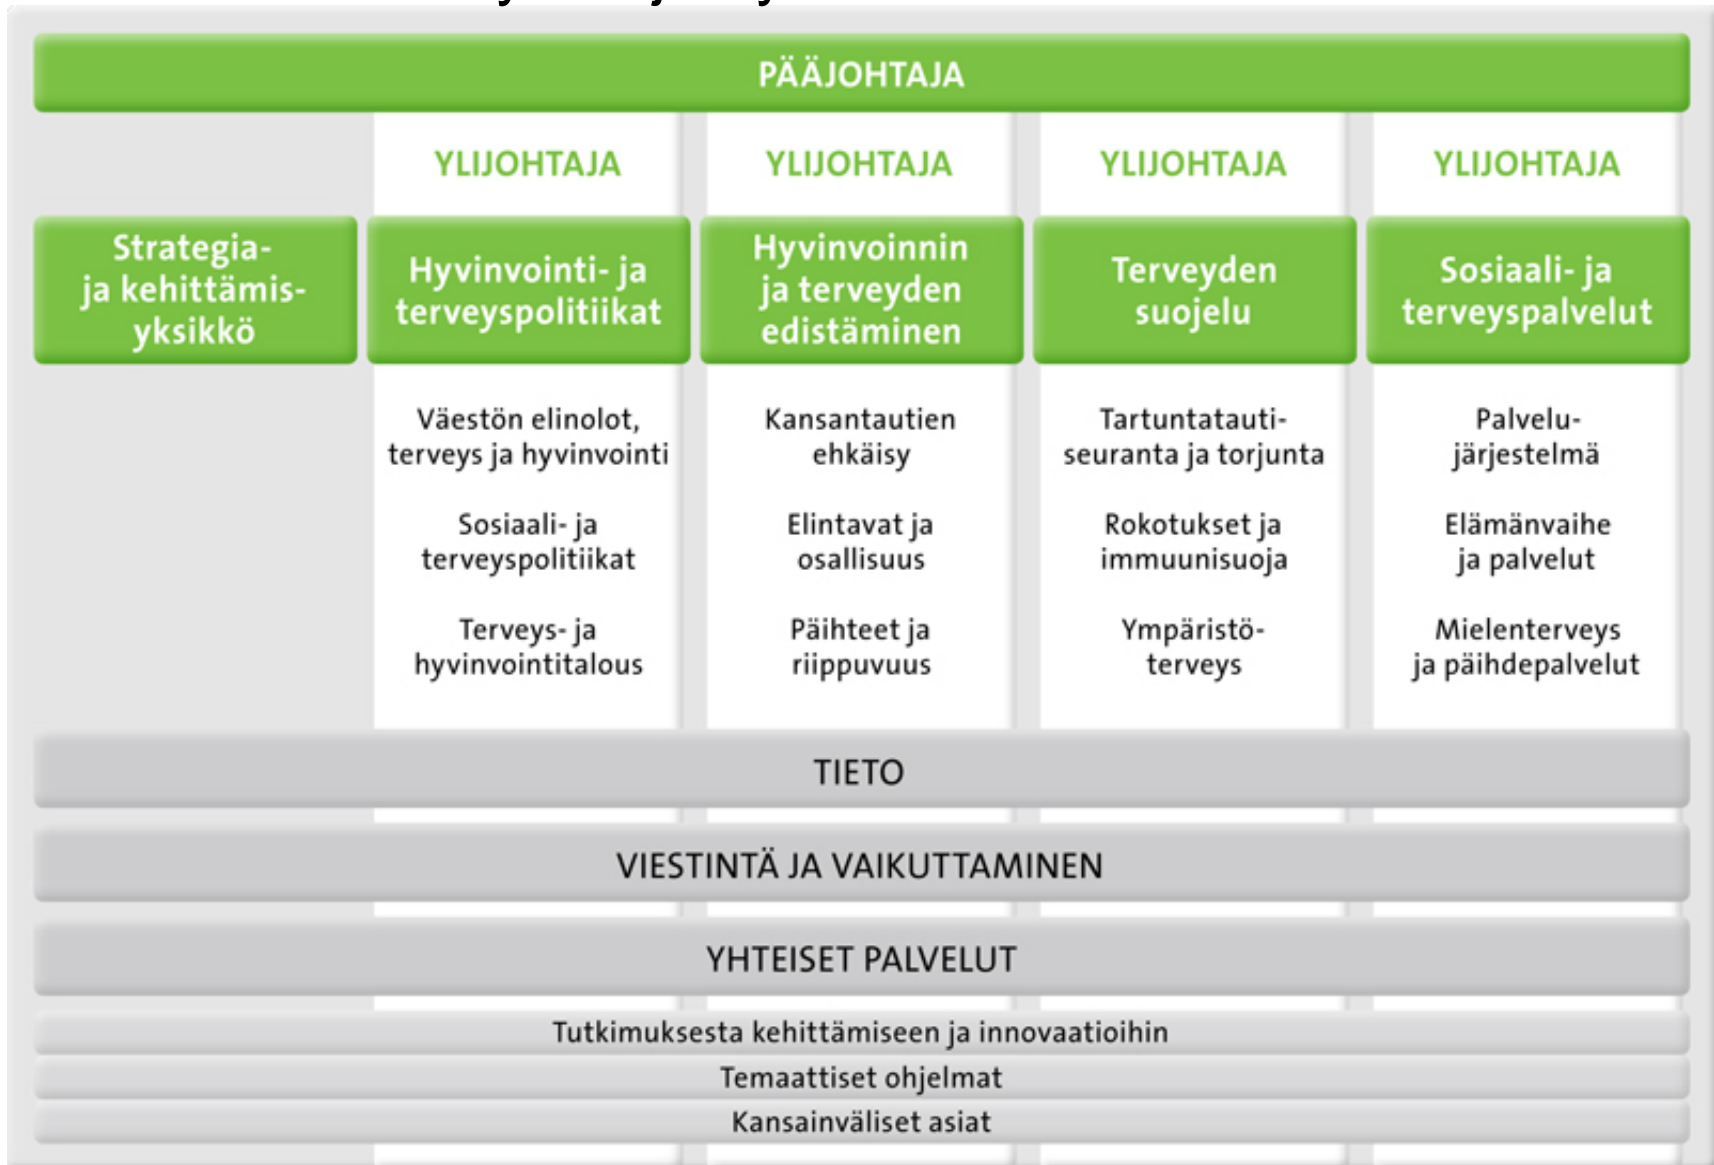 PÄÄJOHTAJA
YLIJOHTAJA
YLIJOHTAJA
YLIJOHTAJA
YLIJOHTAJA
Strategia-
ja kehittämis-
yksikkö
Hyvinvointi- ja
terveyspolitiikat
Hyvinvoinnin
ja terveyden
edistäminen
Terveyden
suojelu
Sosiaali- ja
terveyspalvelut
Väestön elinolot,
terveys ja hyvinvointi
Sosiaali- ja
terveyspolitiikat
Terveys- ja
hyvinvointitalous
Kansantautien
ehkäisy
Elintavat ja
osallisuus
Päihteet ja
riippuvuus
Tartuntatauti-
seuranta ja torjunta
Rokotukset ja
immuunisuoja
Ympäristö-
terveys
Palvelu-
järjestelmä
Elämänvaihe
ja palvelut
Mielenterveys
ja päihdepalvelut
TIETO
VIESTINTÄ JA VAIKUTTAMINEN
YHTEISET PALVELUT
Tutkimuksesta kehittämiseen ja innovaatioihin
Temaattiset ohjelmat
Kansainväliset asiat